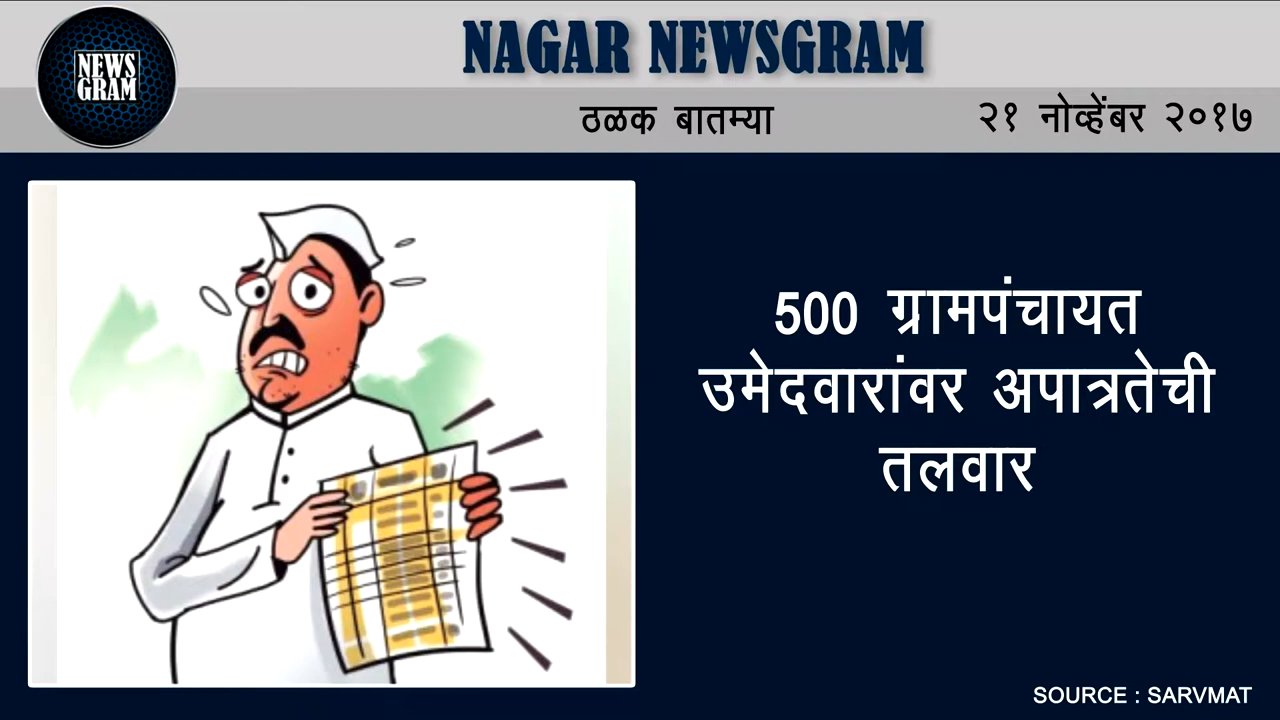 NEWS
GRAM
NAGAR NEWSGRAM
ठळक बातम्या
२१ नोव्हेंबर २०१७
500 ग्रामपंचायत
उमेदवारांवर अपात्रतेची
तलवार
SOURCE : SARVMAT